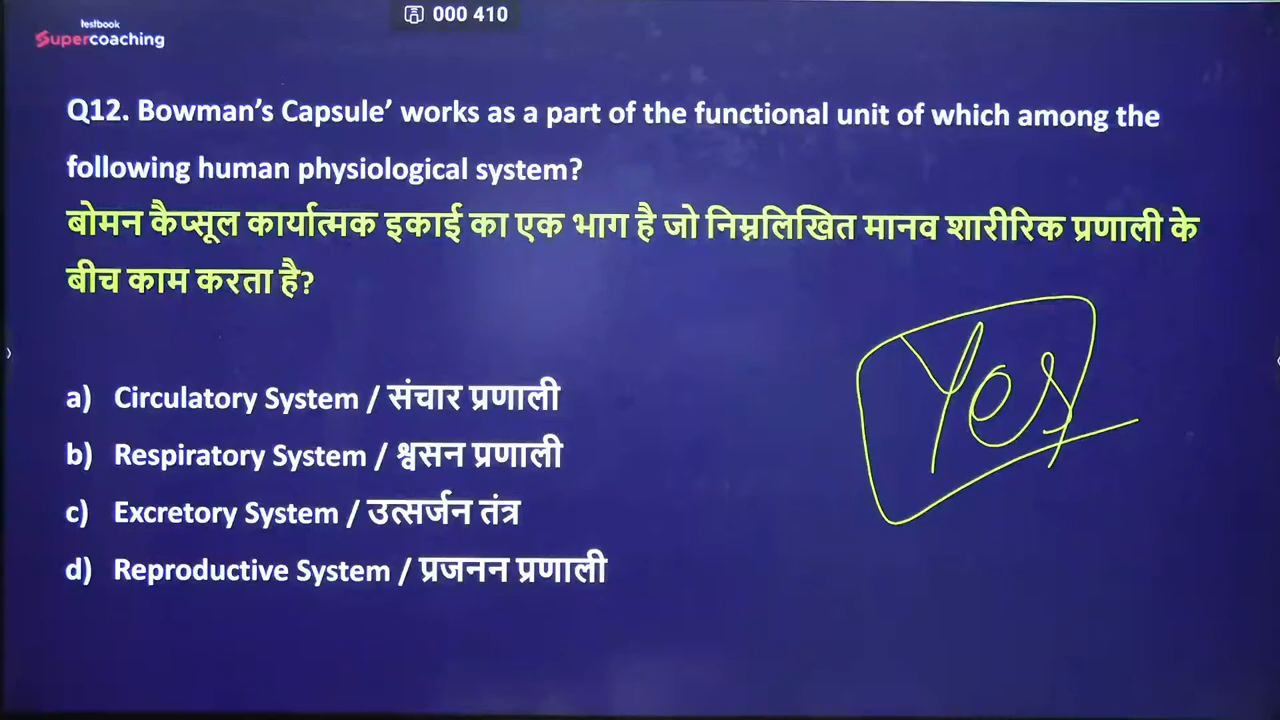 testbook
Supercoaching
000 410
Q12. Bowman's Capsule' works as a part of the functional unit of which among the
following human physiological system?
बोमन कैप्सूल कार्यात्मक इकाई का एक भाग है जो निम्नलिखित मानव शारीरिक प्रणाली के
बीच काम करता है?
Yes
a) Circulatory System / संचार प्रणाली
b) Respiratory System / श्वसन प्रणाली
c) Excretory System / उत्सर्जन तंत्र
d) Reproductive System / प्रजनन प्रणाली